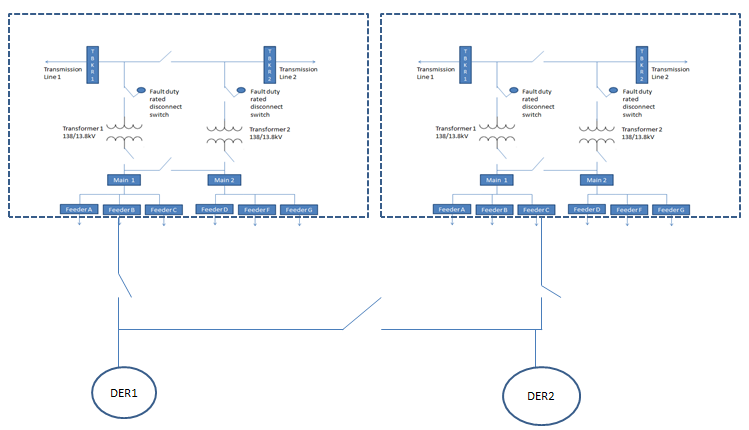 TBKR1
TBKR2
Transmission
Line 1
Transmission
Line 2
Fault duty
rated
disconnect
switch
Fault duty
rated
disconnect
switch
Transformer 1
138/13.8kV
Transformer 2
138/13.8kV
Main 1
Main 2
Feeder A
Feeder B
Feeder C
Feeder D
Feeder F
Feeder G
TBKR1
TBKR2
Transmission
Line 1
Transmission
Line 2
Fault duty
rated
disconnect
switch
Fault duty
rated
disconnect
switch
Transformer 1
138/13.8kV
Transformer 2
138/13.8kV
Main 1
Main 2
Feeder A
Feeder B
Feeder C
Feeder D
Feeder F
Feeder G
DER1
DER2